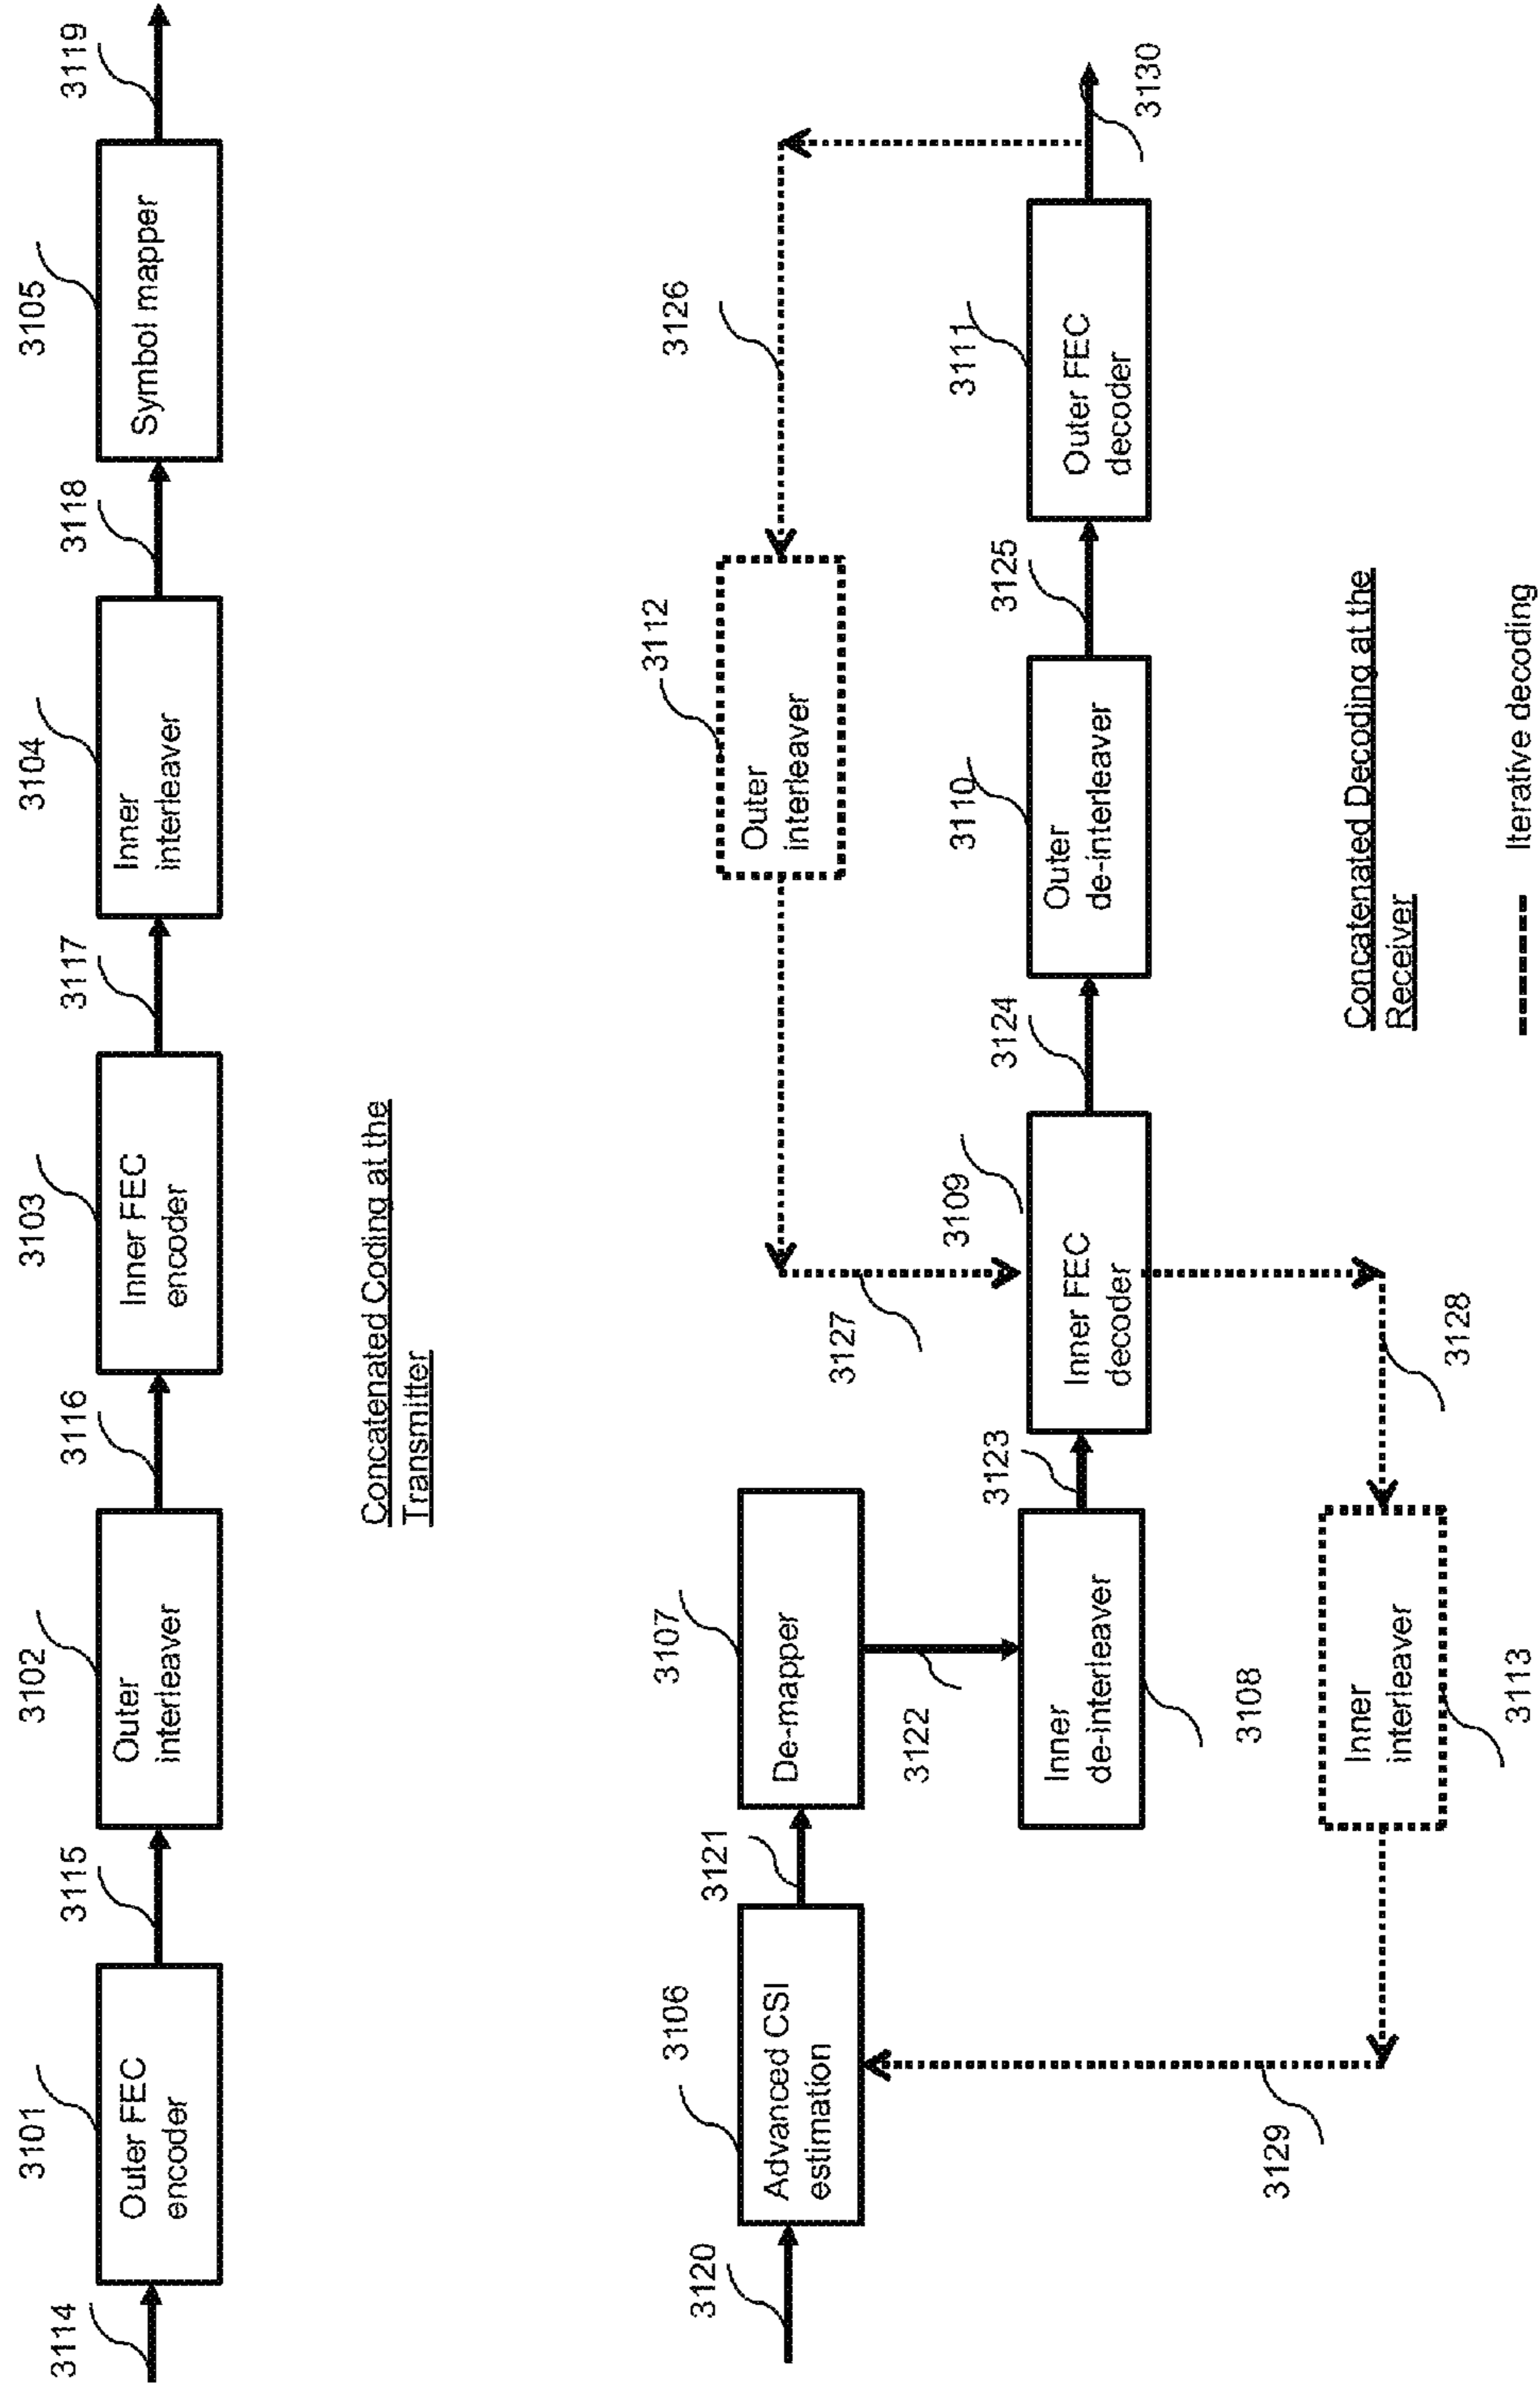 3101
3102
3103
3104
3105
3114
Outer FEC
encoder
3115
Outer
interleaver
3116
Inner FEC
encoder
3117
Inner
interleaver
3118
Symbol mapper
3119
Concatenated Coding at the
Transmitter
3112
3126
Outer
interleaver
3106
3107
3120
Advanced CSI
estimation
3121
De-mapper
3127
3122
3123
3109
3124
3110
3125
3111
3130
Inner
de-interleaver
Inner FEC
decoder
Outer
de-interleaver
Outer FEC
decoder
3108
3129
3128
Inner
interleaver
3113
Concatenated Decoding at the
Receiver
Iterative decoding